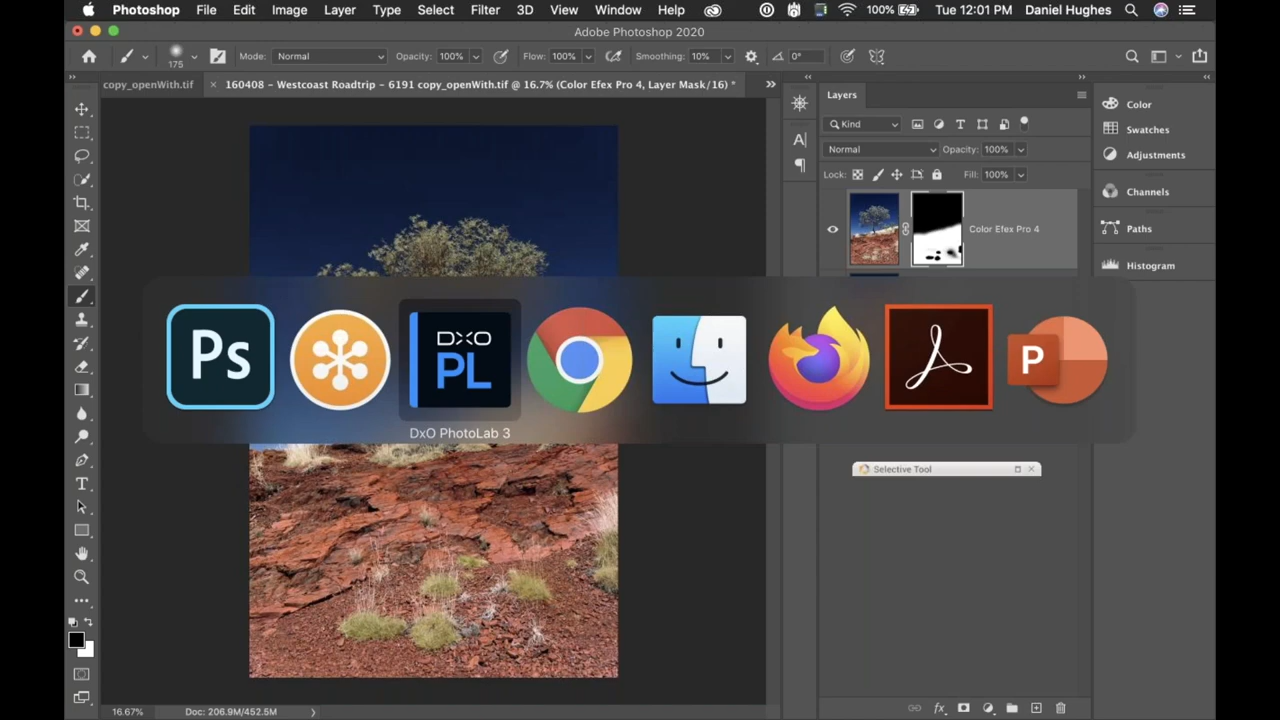 Photoshop File Edit Image Layer Type Select Filter 3D View Window Help 100% Tue 12:01 PM Daniel Hughes
Adobe Photoshop 2020
175 Mode: Normal Opacity: 100% Flow: 100% Smoothing: 10% 0°
copy_openWith.tif × 160408 - Westcoast Roadtrip - 6191 copy_openWith.tif @ 16.7% (Color Efex Pro 4, Layer Mask/16) *
Layers
Kind
Normal Opacity: 100%
Lock: Fill: 100%
Color Efex Pro 4
Color
Swatches
Adjustments
Channels
Paths
Histogram
Ps
DXO
PL
P
DxO PhotoLab 3
Selective Tool
16.67% Doc: 206.9M/452.5M